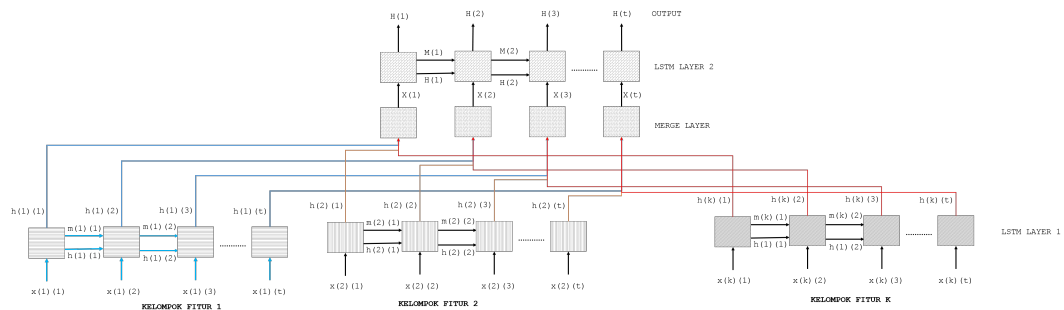 H(1) H(2) H(3) H(t) OUTPUT
M(1) M(2)
LSTM LAYER 2
H(1) H(2)
X(1) X(2) X(3) X(t)
MERGE LAYER
h(1)(1) h(1)(2) h(1)(3) h(1)(t) h(2)(1) h(2)(2) h(2)(3) h(2)(t) h(k)(1) h(k)(2) h(k)(3) h(k)(t)
m(1)(1) m(1)(2) m(2)(1) m(2)(2) m(k)(1) m(k)(2)
LSTM LAYER 1
............ ............ ............ ............
h(1)(1) h(1)(2) h(2)(1) h(2)(2) h(1)(1) h(1)(2)
x(1)(1) x(1)(2) x(1)(3) x(1)(t) x(2)(1) x(2)(2) x(2)(3) x(2)(t) x(k)(1) x(k)(2) x(k)(3) x(k)(t)
KELOMPOK FITUR 1 KELOMPOK FITUR 2 KELOMPOK FITUR K